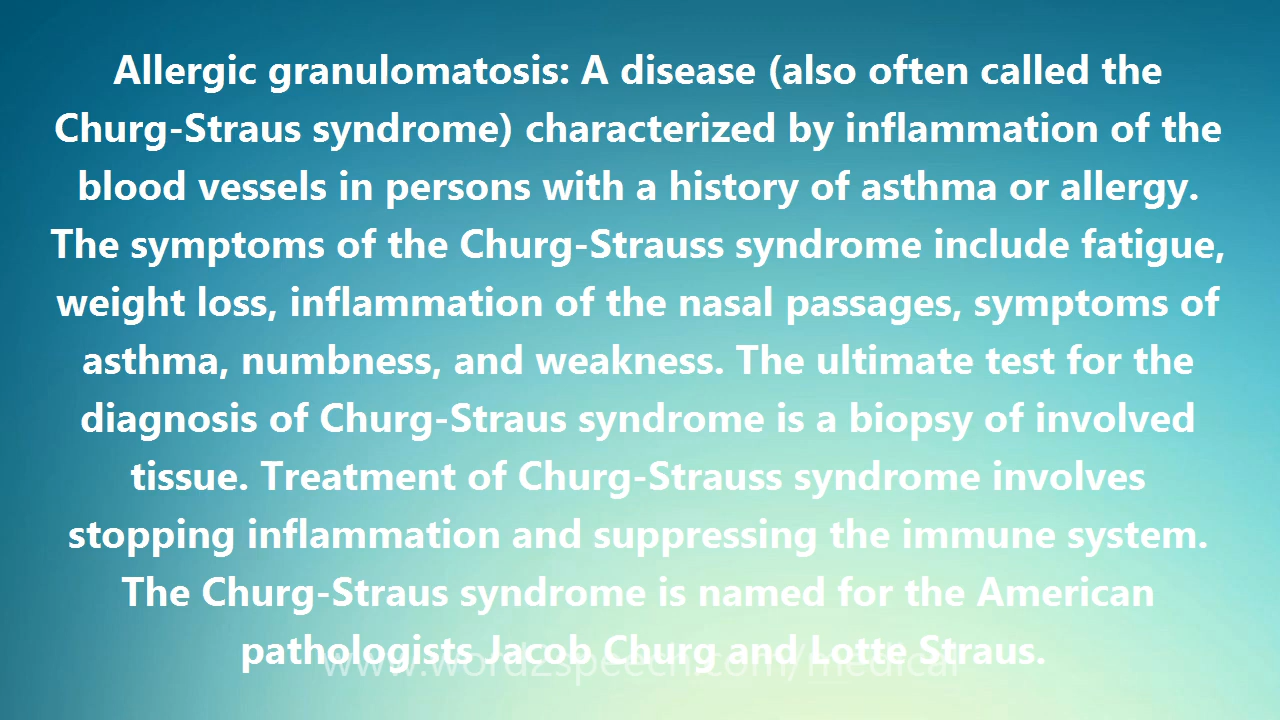 Allergic granulomatosis: A disease (also often called the
Churg-Straus syndrome) characterized by inflammation of the
blood vessels in persons with a history of asthma or allergy.
The symptoms of the Churg-Strauss syndrome include fatigue,
weight loss, inflammation of the nasal passages, symptoms of
asthma, numbness, and weakness. The ultimate test for the
diagnosis of Churg-Straus syndrome is a biopsy of involved
tissue. Treatment of Churg-Strauss syndrome involves
stopping inflammation and suppressing the immune system.
The Churg-Straus syndrome is named for the American
pathologists Jacob Churg and Lotte Straus.
www.word2speech.com/medical